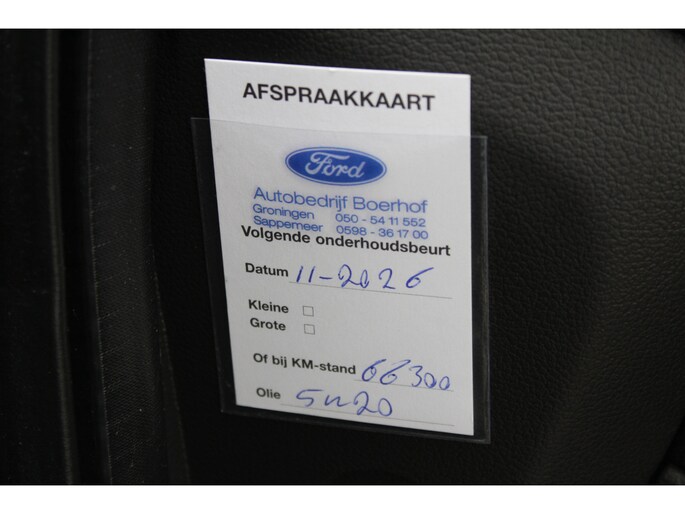 AFSPRAAKKAART
Ford
Autobedrijf Boerhof
Groningen 050 - 54 11 552
Sappemeer 0598 - 36 17 00
Volgende onderhoudsbeurt
Datum 11-2026
Kleine
Grote
Of bij KM-stand 66300
Olie 5w20